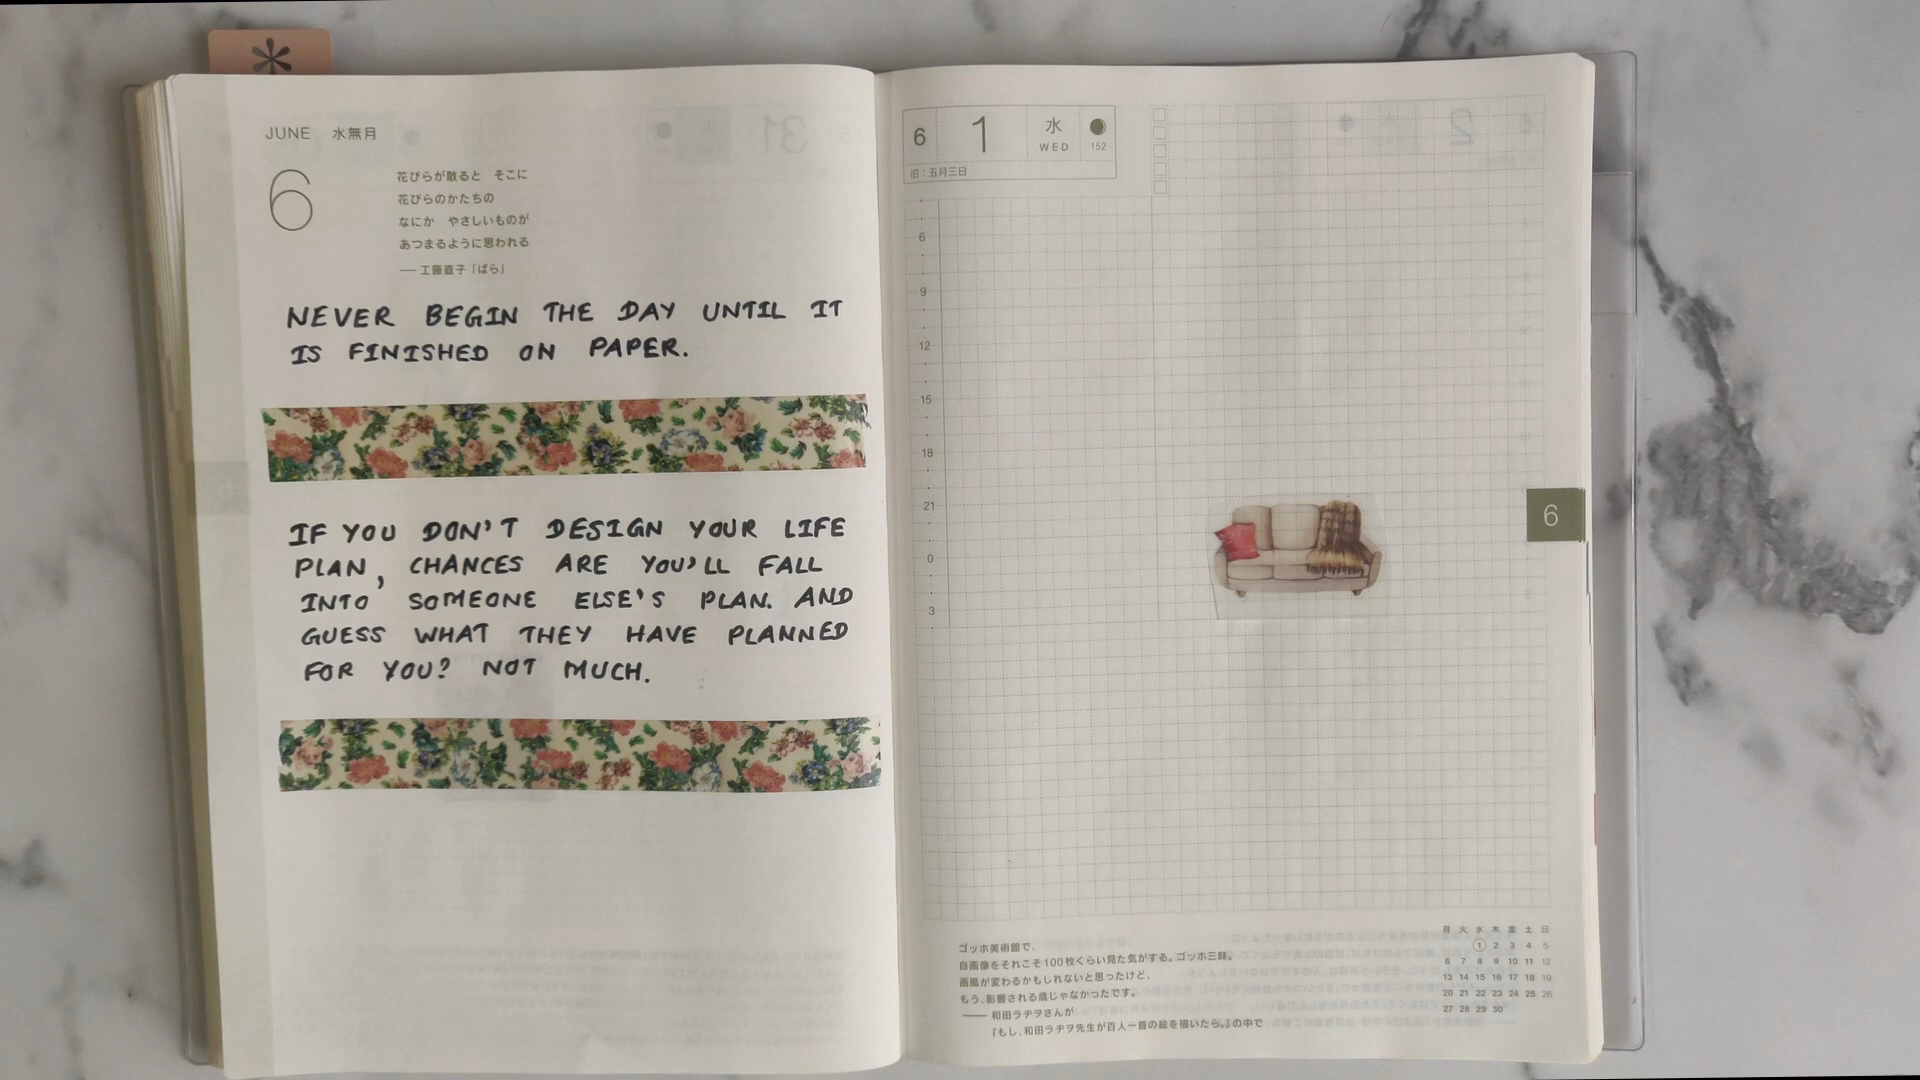 JUNE 水無月
6
花びらが散ると そこに
花びらのかたちの
なにか やさしいものが
あつまるように思われる
── 工藤直子「ばら」
NEVER BEGIN THE DAY UNTIL IT
IS FINISHED ON PAPER.
IF YOU DON'T DESIGN YOUR LIFE
PLAN, CHANCES ARE YOU'LL FALL
INTO SOMEONE ELSE'S PLAN. AND
GUESS WHAT THEY HAVE PLANNED
FOR YOU? NOT MUCH.
6 1 水 WED 152
旧:五月三日
6
9
12
15
18
21
0
3
6
ゴッホ美術館で、
自画像をそれこそ100枚くらい見た気がする。ゴッホ三昧。
画風が変わるかもしれないと思ったけど、
もう、影響される歳じゃなかったです。
── 和田ラヂヲさんが
『もし、和田ラヂヲ先生が百人一首の絵を描いたら。』の中で
月 火 水 木 金 土 日
1 2 3 4 5
6 7 8 9 10 11 12
13 14 15 16 17 18 19
20 21 22 23 24 25 26
27 28 29 30